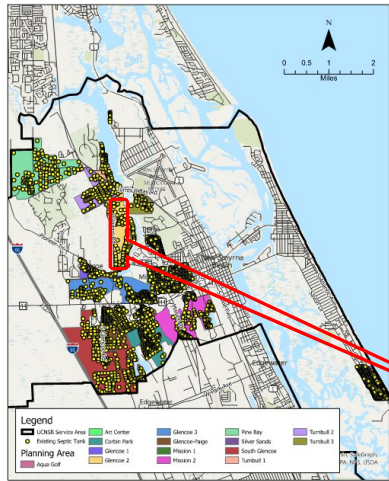 N
0 0.5 1 2
Miles
Edgewater
Legend
UCNSB Service Area
Existing Septic Tank
Planning Area
Aqua Golf
Art Center
Corbin Park
Glencoe 1
Glencoe 2
Glencoe 3
Glencoe-Paige
Mission 1
Mission 2
Pine Bay
Silver Sands
South Glencoe
Turnbull 1
Turnbull 2
Turnbull 3